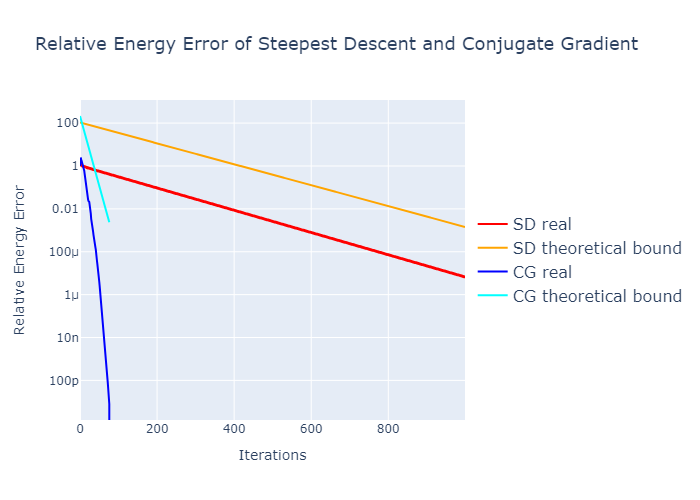 Relative Energy Error of Steepest Descent and Conjugate Gradient
Relative Energy Error
100
1
0.01
100μ
1μ
10n
100p
0
200
400
600
800
Iterations
SD real
SD theoretical bound
CG real
CG theoretical bound